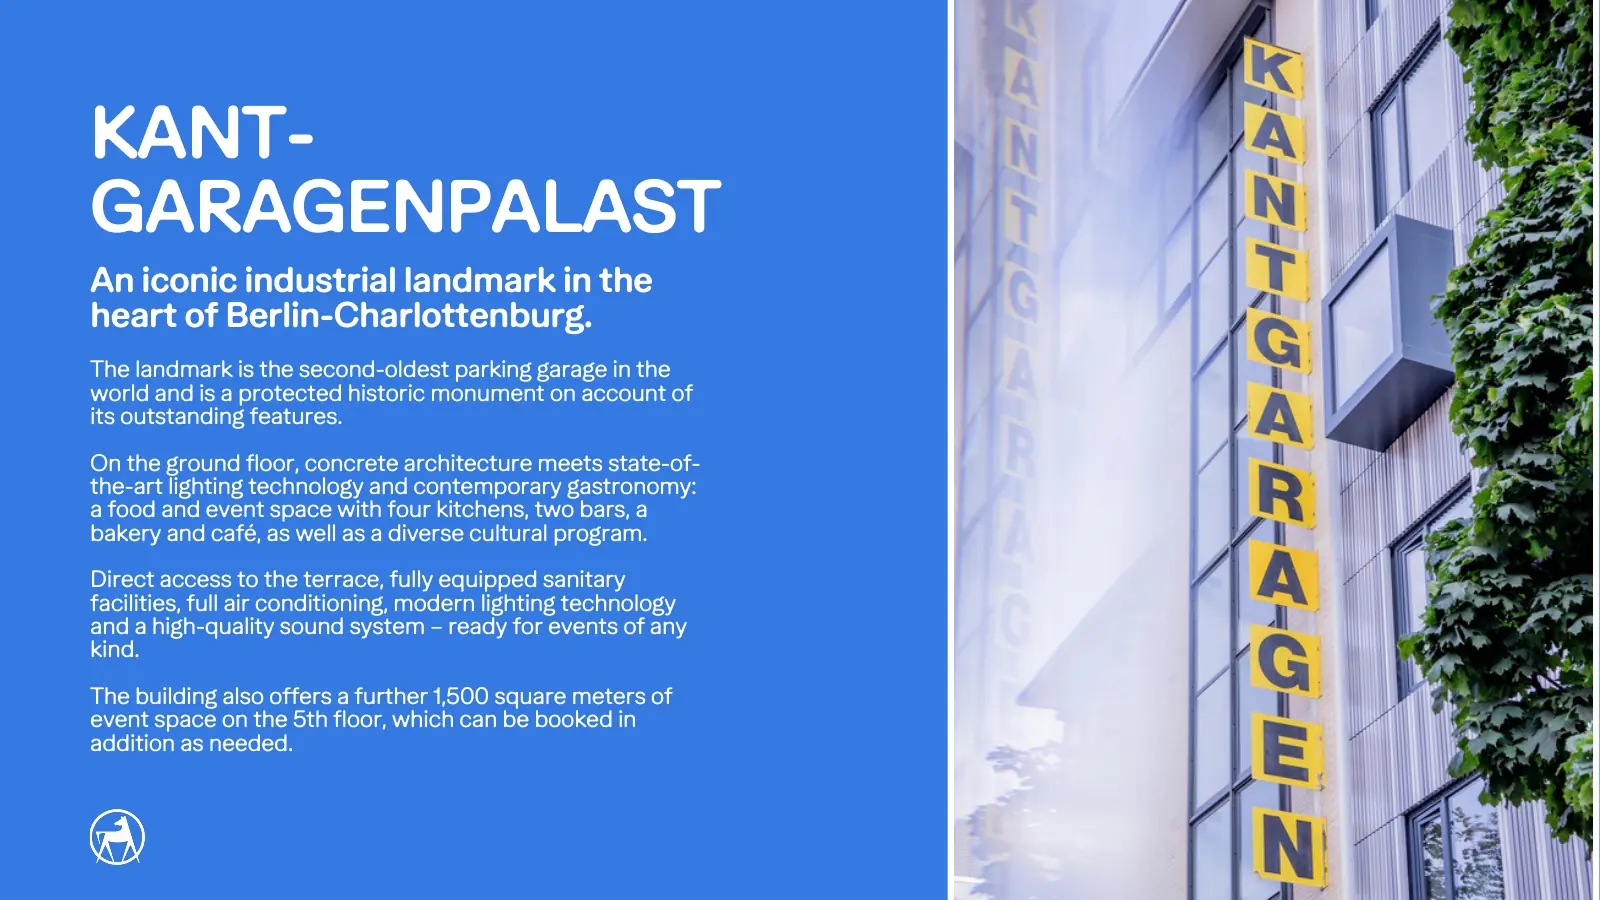 KANT-
GARAGENPALAST
An iconic industrial landmark in the
heart of Berlin-Charlottenburg.
The landmark is the second-oldest parking garage in the
world and is a protected historic monument on account of
its outstanding features.
On the ground floor, concrete architecture meets state-of-
the-art lighting technology and contemporary gastronomy:
a food and event space with four kitchens, two bars, a
bakery and café, as well as a diverse cultural program.
Direct access to the terrace, fully equipped sanitary
facilities, full air conditioning, modern lighting technology
and a high-quality sound system – ready for events of any
kind.
The building also offers a further 1,500 square meters of
event space on the 5th floor, which can be booked in
addition as needed.
KANTGARAG
KANTGARAGEN